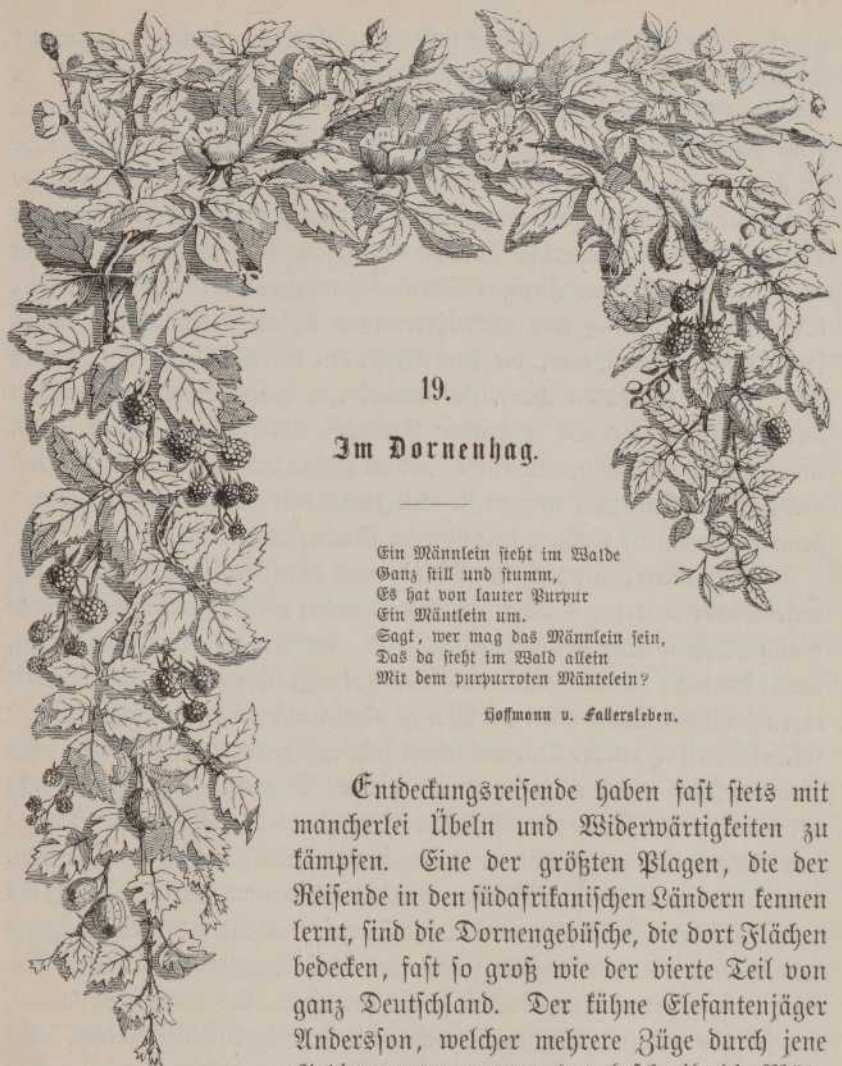 19.
Im Dornenhag.
Ein Männlein steht im Walde
Ganz still und stumm,
Es hat von lauter Purpur
Ein Mäntlein um.
Sagt, wer mag das Männlein sein,
Das da steht im Wald allein
Mit dem purpurroten Mäntelein?
Hoffmann v. Fallersleben.
Entdeckungsreisende haben fast stets mit
mancherlei Übeln und Widerwärtigkeiten zu
kämpfen. Eine der größten Plagen, die der
Reisende in den südafrikanischen Ländern kennen
lernt, sind die Dornengebüsche, die dort Flächen
bedecken, fast so groß wie der vierte Teil von
ganz Deutschland. Der kühne Elefantenjäger
Andersson, welcher mehrere Züge durch jene